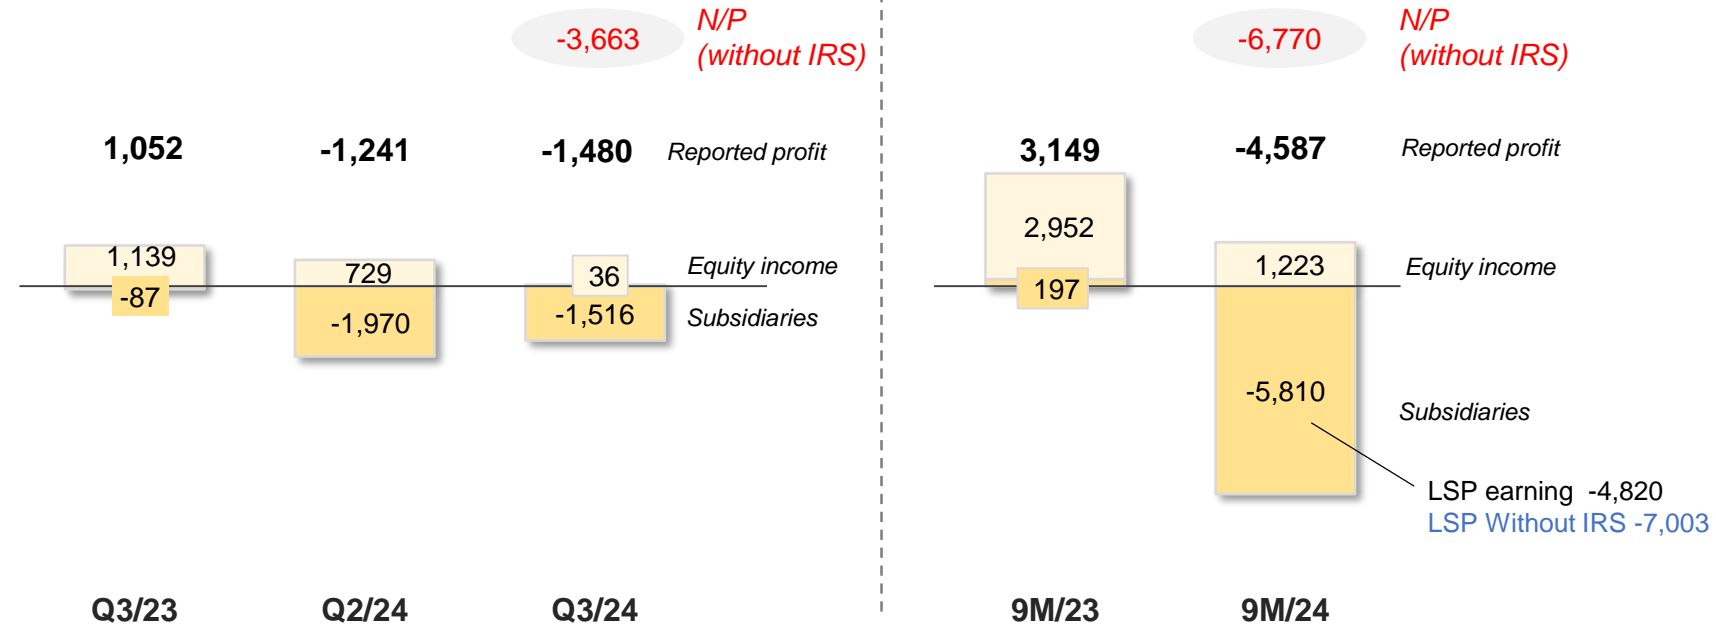 -3,663
N/P
(without IRS)
-6,770
N/P
(without IRS)
1,052
-1,241
-1,480
Reported profit
3,149
-4,587
Reported profit
1,139
729
36
Equity income
-87
-1,970
-1,516
Subsidiaries
2,952
1,223
Equity income
197
-5,810
Subsidiaries
LSP earning -4,820
LSP Without IRS -7,003
Q3/23
Q2/24
Q3/24
9M/23
9M/24